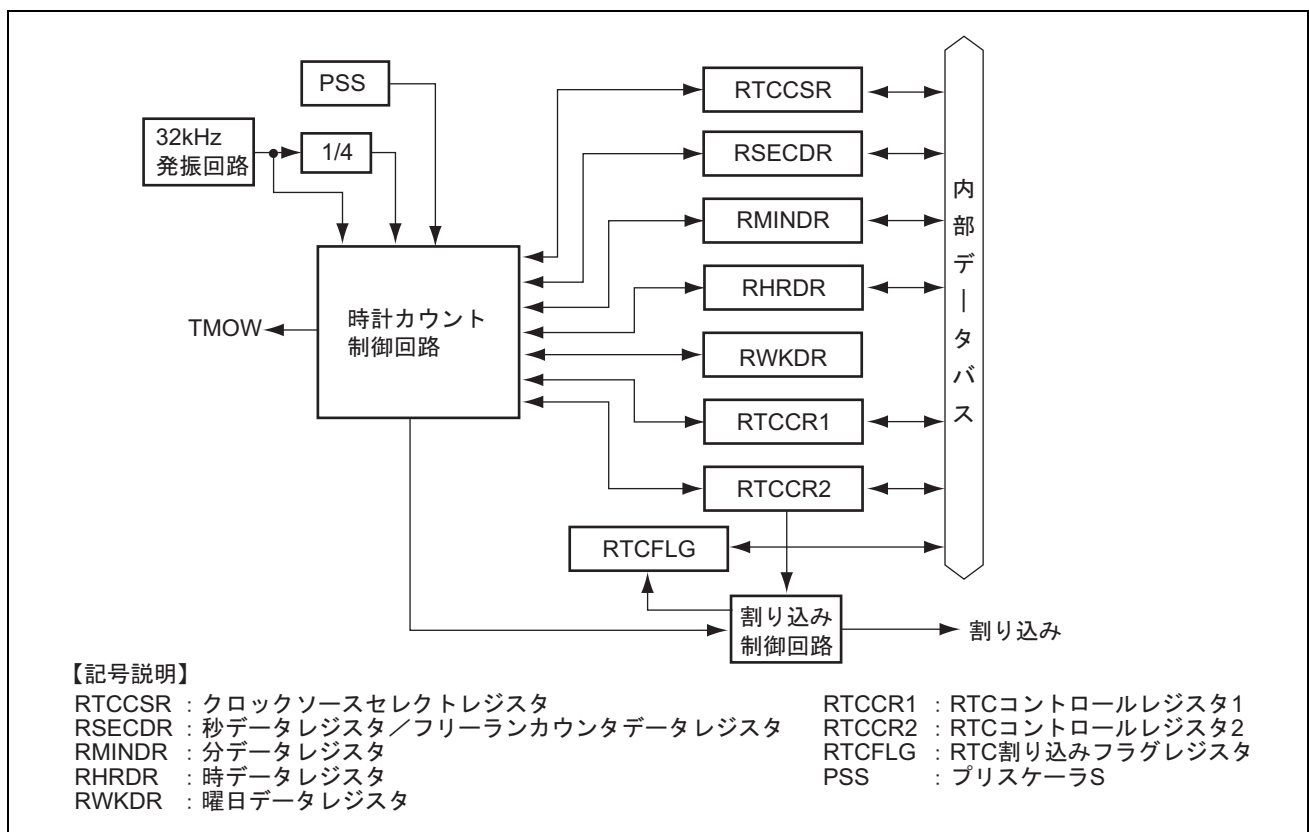 PSS
32kHz
発振回路
1/4
TMOW
時計カウント
制御回路
RTCCSR
RSECDR
RMINDR
RHRDR
RWKDR
RTCCR1
RTCCR2
RTCFLG
内部データバス
割り込み
制御回路
割り込み
【記号説明】
RTCCSR : クロックソースセレクトレジスタ
RSECDR : 秒データレジスタ／フリーランカウンタデータレジスタ
RMINDR : 分データレジスタ
RHRDR : 時データレジスタ
RWKDR : 曜日データレジスタ
RTCCR1 : RTCコントロールレジスタ1
RTCCR2 : RTCコントロールレジスタ2
RTCFLG : RTC割り込みフラグレジスタ
PSS : プリスケーラS